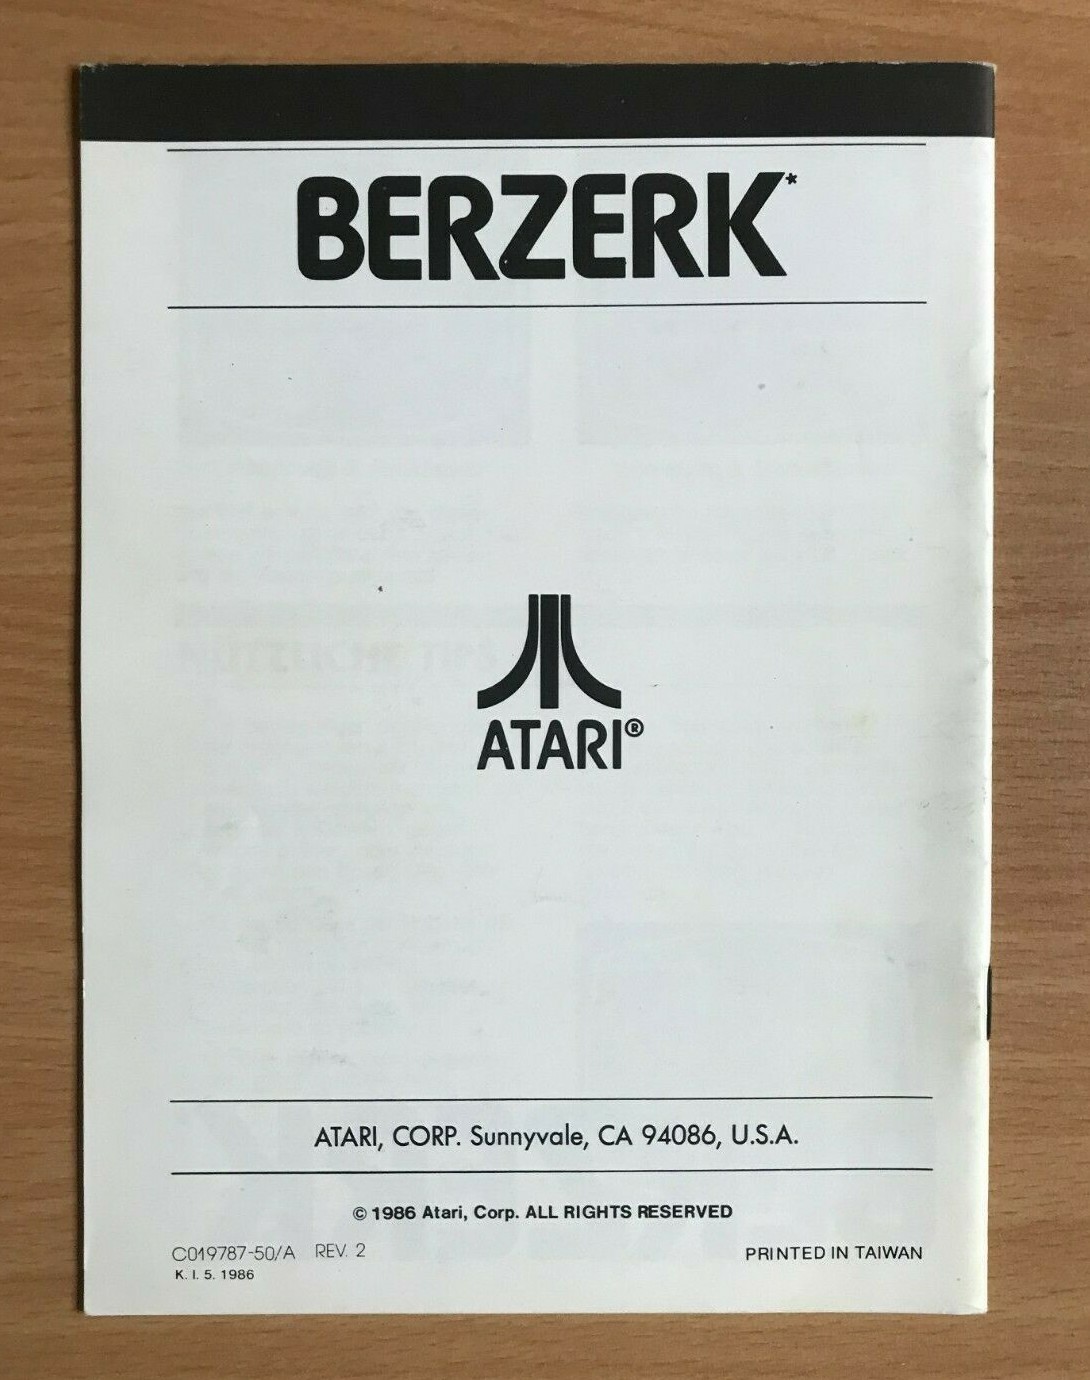 BERZERK*
ATARI®
ATARI, CORP. Sunnyvale, CA 94086, U.S.A.
© 1986 Atari, Corp. ALL RIGHTS RESERVED
C019787-50/A REV. 2
PRINTED IN TAIWAN
K. I. 5. 1986